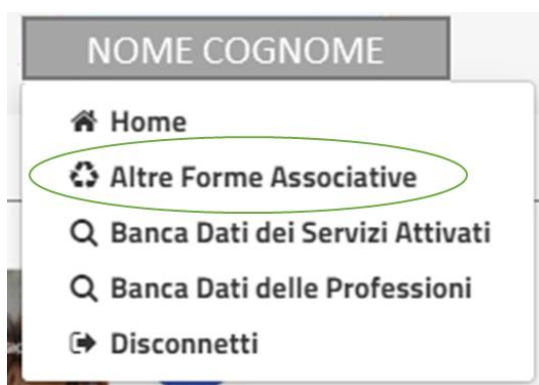 NOME COGNOME
Home
Altre Forme Associative
Banca Dati dei Servizi Attivati
Banca Dati delle Professioni
Disconnetti